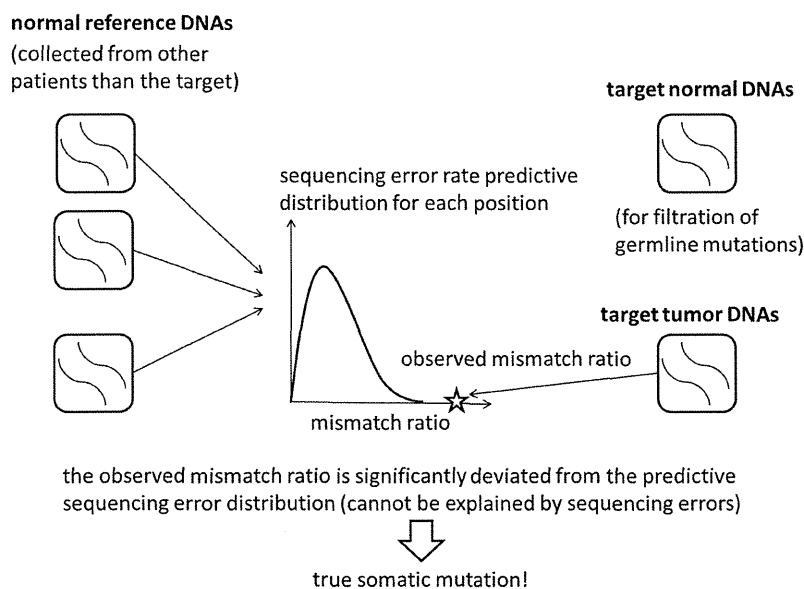 normal reference DNAs
(collected from other
patients than the target)
target normal DNAs
(for filtration of
germline mutations)
sequencing error rate predictive
distribution for each position
target tumor DNAs
observed mismatch ratio
mismatch ratio
the observed mismatch ratio is significantly deviated from the predictive
sequencing error distribution (cannot be explained by sequencing errors)
true somatic mutation!